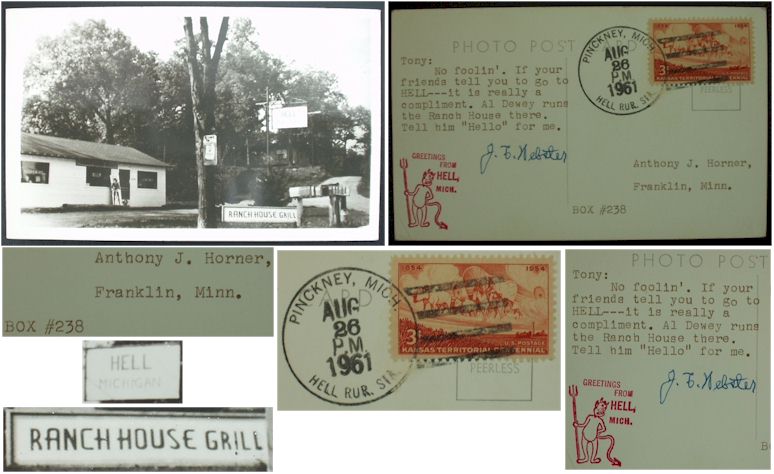 HELL
RANCH HOUSE GRILL
PHOTO POST
Tony:
No foolin'. If your
friends tell you to go to
HELL---it is really a
compliment. Al Dewey runs
the Ranch House there.
Tell him "Hello" for me.
J. E. Webster
GREETINGS
FROM
HELL,
MICH.
PINCKNEY, MICH.
AUG
26
P.M.
1961
HELL RUR. STA.
1854 1954
3¢
U.S. POSTAGE
KANSAS TERRITORIAL CENTENNIAL
PEERLESS
Anthony J. Horner,
Franklin, Minn.
BOX #238
Anthony J. Horner,
Franklin, Minn.
BOX #238
HELL
MICHIGAN
RANCH HOUSE GRILL
CARD
PINCKNEY, MICH.
AUG
26
P.M.
1961
HELL RUR. STA.
1854 1954
3¢
U.S. POSTAGE
KANSAS TERRITORIAL CENTENNIAL
PEERLESS
PHOTO POST
Tony:
No foolin'. If your
friends tell you to go to
HELL---it is really a
compliment. Al Dewey runs
the Ranch House there.
Tell him "Hello" for me.
J. E. Webster
GREETINGS
FROM
HELL,
MICH.
B